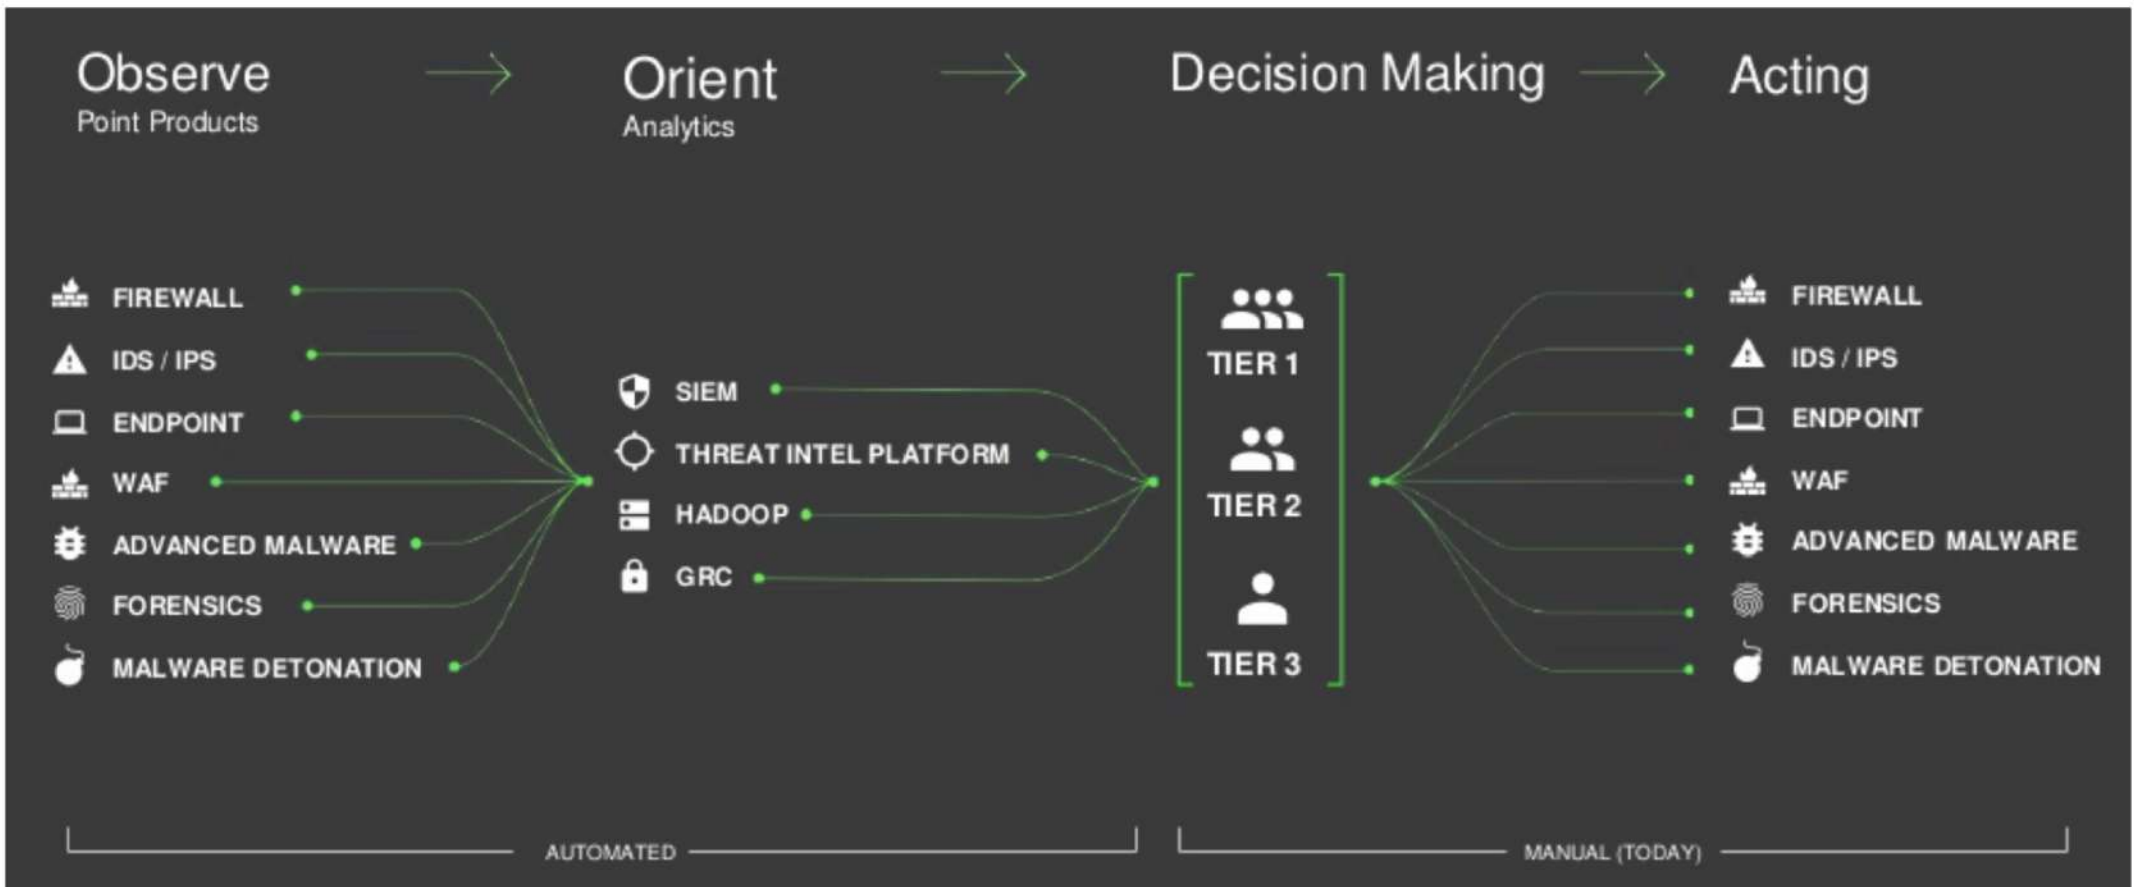 Observe
Point Products
Orient
Analytics
Decision Making
Acting
FIREWALL
IDS / IPS
ENDPOINT
WAF
ADVANCED MALWARE
FORENSICS
MALWARE DETONATION
SIEM
THREAT INTEL PLATFORM
HADOOP
GRC
TIER 1
TIER 2
TIER 3
FIREWALL
IDS / IPS
ENDPOINT
WAF
ADVANCED MALWARE
FORENSICS
MALWARE DETONATION
AUTOMATED
MANUAL (TODAY)